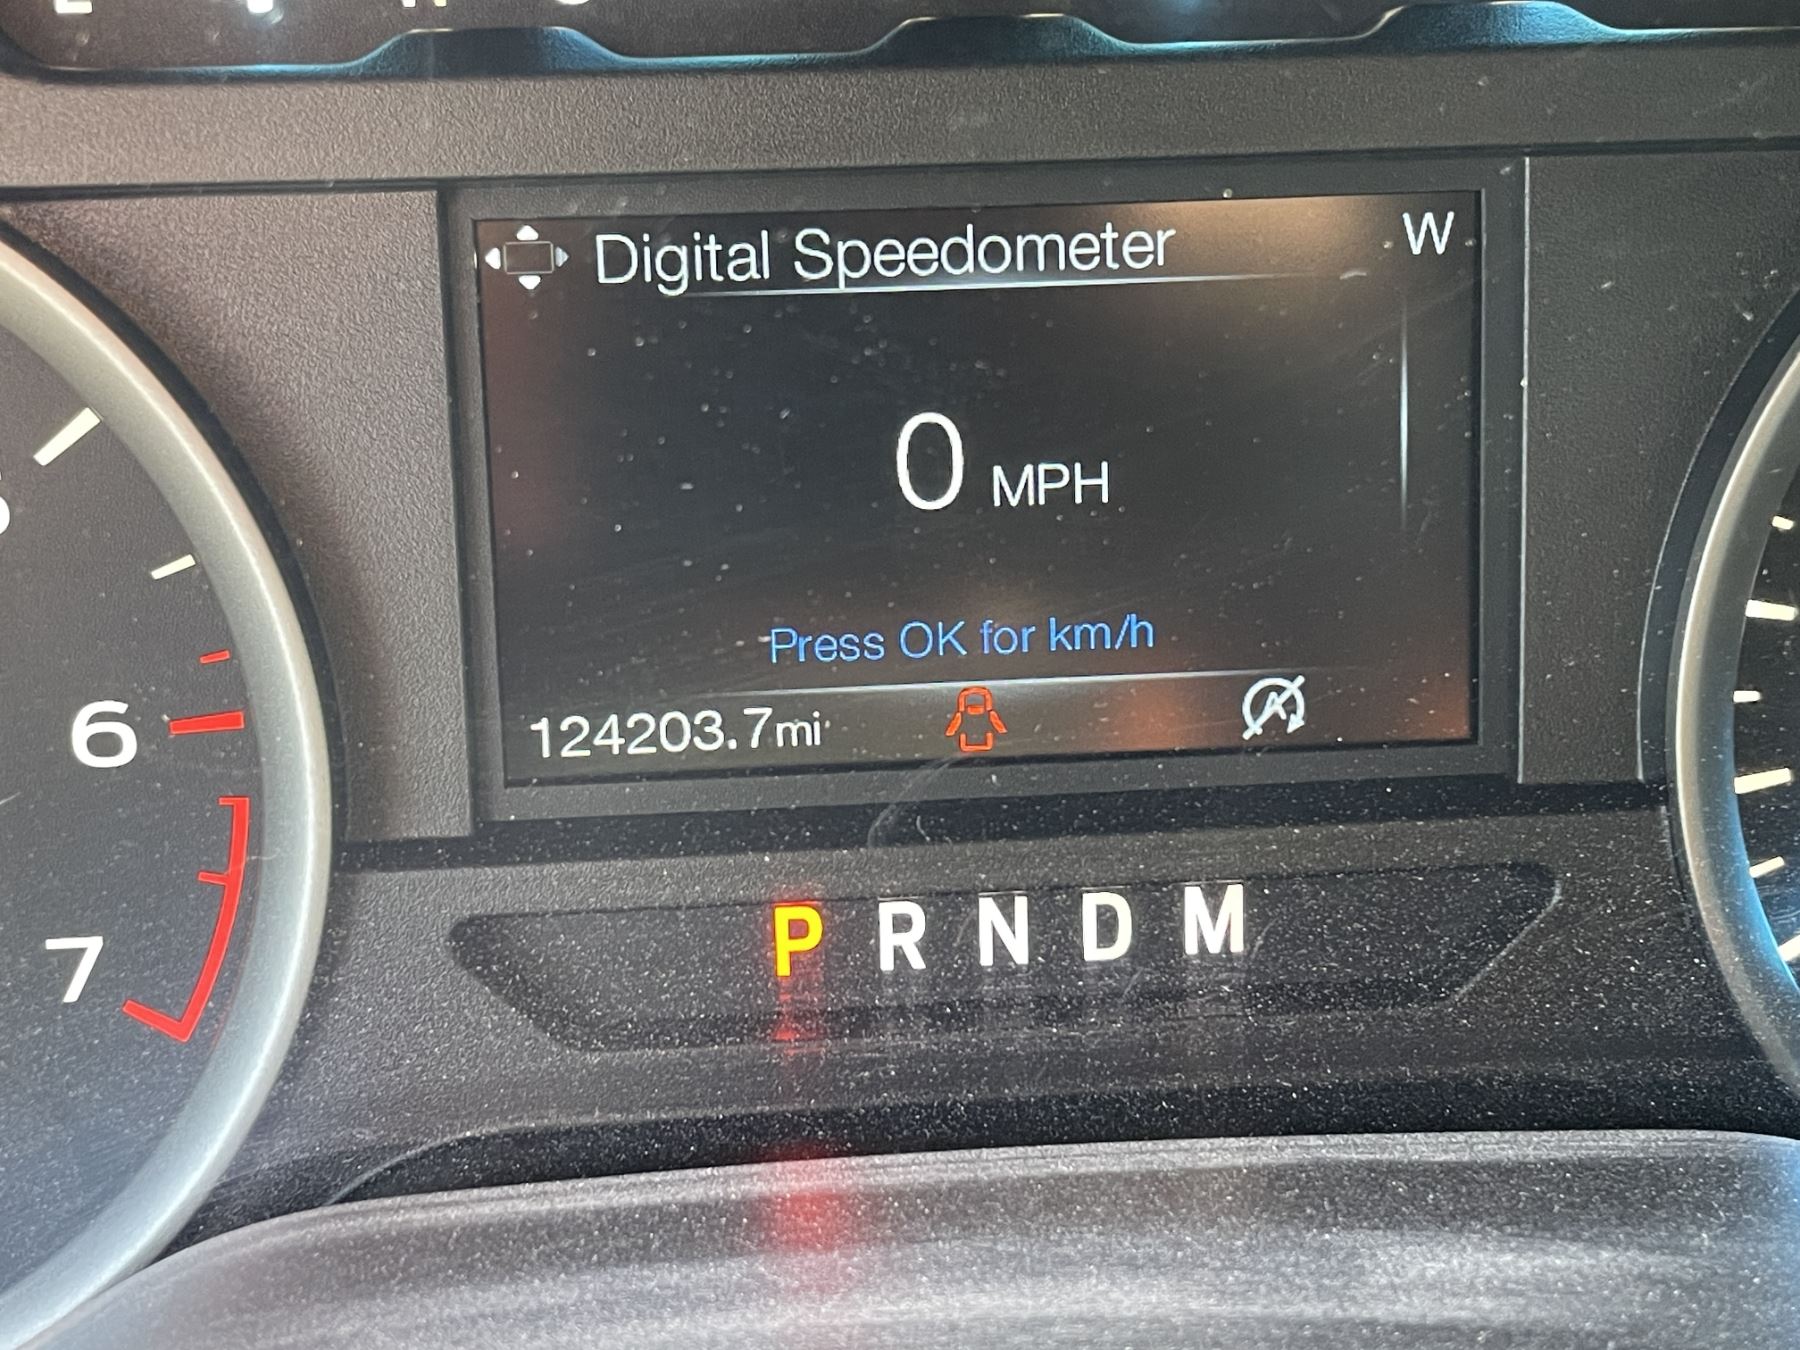 Digital Speedometer W
0 MPH
Press OK for km/h
124203.7mi
6
7
P R N D M